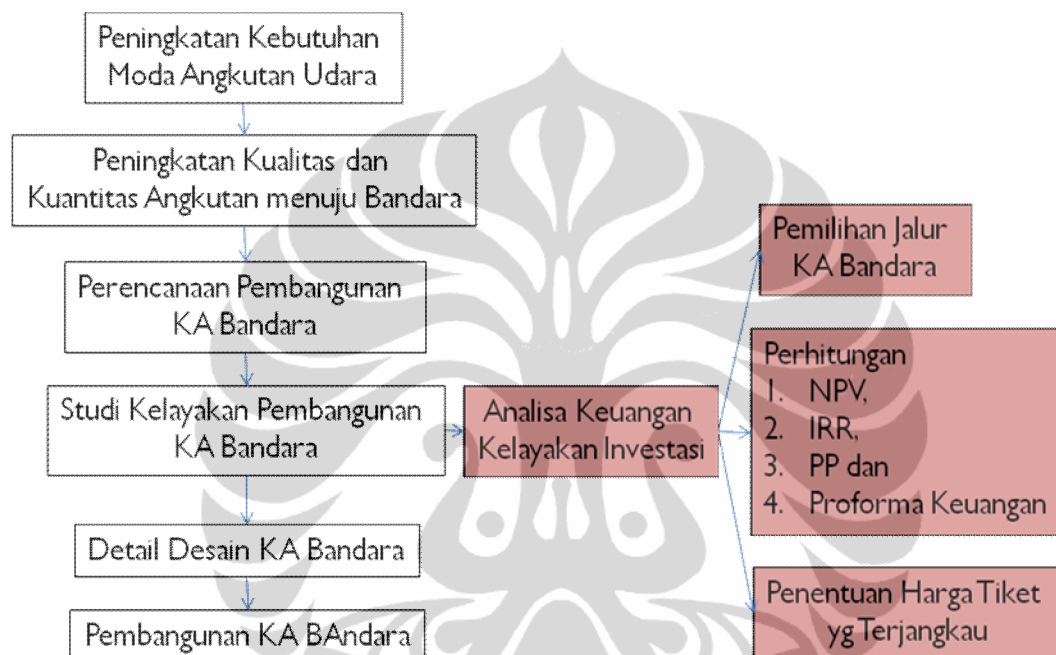 Peningkatan Kebutuhan
Moda Angkutan Udara
Peningkatan Kualitas dan
Kuantitas Angkutan menuju Bandara
Perencanaan Pembangunan
KA Bandara
Studi Kelayakan Pembangunan
KA Bandara
Detail Desain KA Bandara
Pembangunan KA BAndara
Analisa Keuangan
Kelayakan Investasi
Pemilihan Jalur
KA Bandara
Perhitungan
1. NPV,
2. IRR,
3. PP dan
4. Proforma Keuangan
Penentuan Harga Tiket
yg Terjangkau